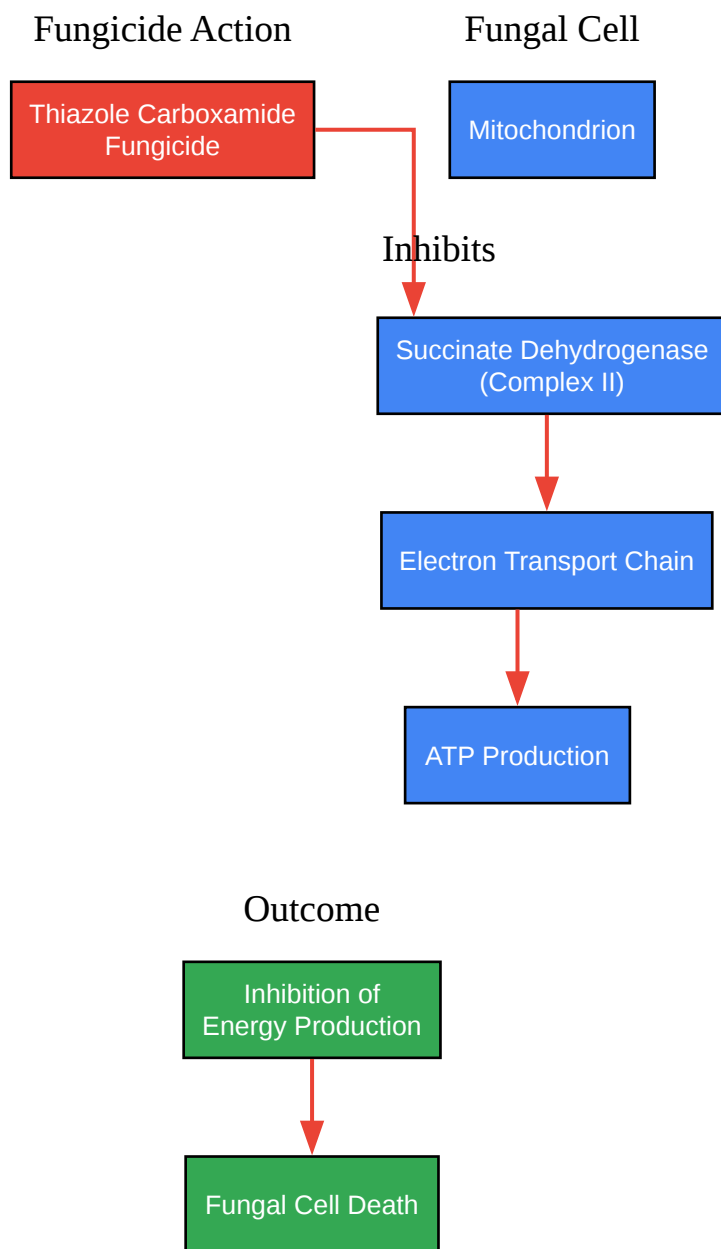 Fungicide Action
Fungal Cell
Thiazole Carboxamide
Fungicide
Mitochondrion
Inhibits
Succinate Dehydrogenase
(Complex II)
Electron Transport Chain
ATP Production
Outcome
Inhibition of
Energy Production
Fungal Cell Death